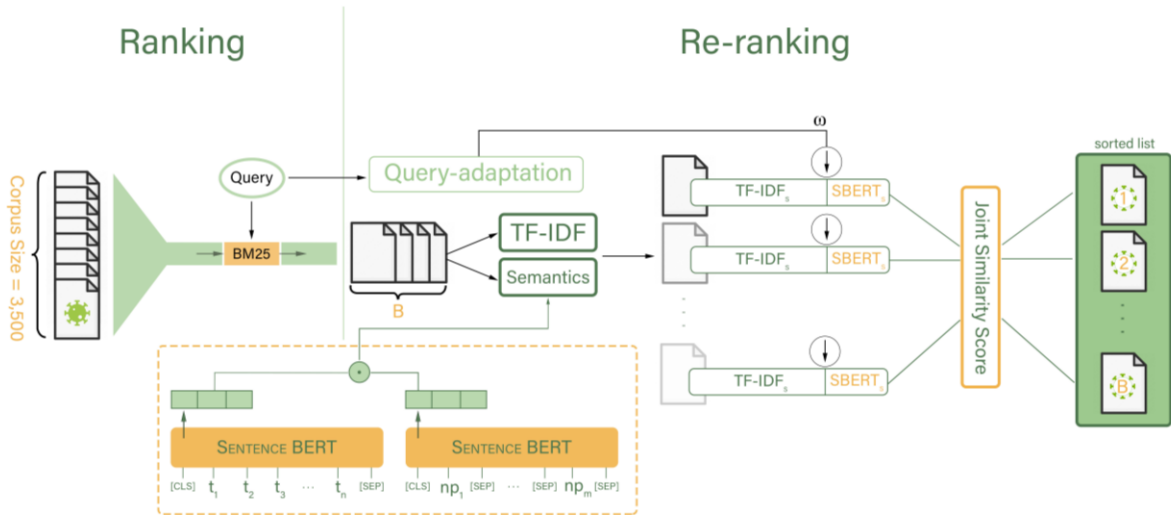 Ranking
Re-ranking
Corpus Size = 3,500
Query
BM25
Query-adaptation
ω
B
TF-IDF
Semantics
TF-IDFs SBERTs
TF-IDFs SBERTs
TF-IDFs SBERTs
Joint Similarity Score
sorted list
1
2
B
SENTENCE BERT
SENTENCE BERT
[CLS] t1 t2 t3 ... tn [SEP]
[CLS] np1 [SEP] ... [SEP] npm [SEP]